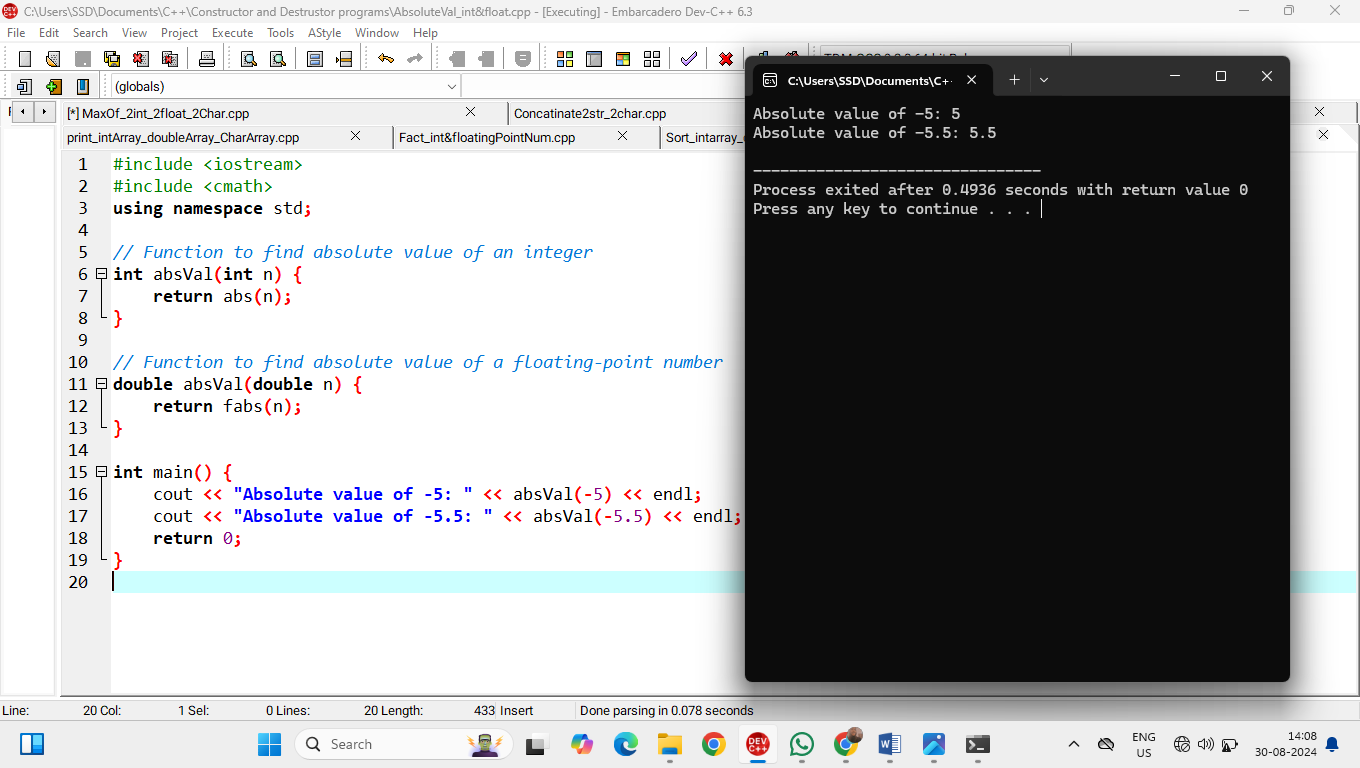 C:\Users\SSD\Documents\C++\Constructor and Destrustor programs\AbsoluteVal_int&float.cpp - [Executing] - Embarcadero Dev-C++ 6.3
File Edit Search View Project Execute Tools AStyle Window Help
(globals)
[*] MaxOf_2int_2float_2Char.cpp Concatinate2str_2char.cpp
print_intArray_doubleArray_CharArray.cpp Fact_int&floatingPointNum.cpp Sort_intarray_
1 #include <iostream>
2 #include <cmath>
3 using namespace std;
4
5 // Function to find absolute value of an integer
6 int absVal(int n) {
7 return abs(n);
8 }
9
10 // Function to find absolute value of a floating-point number
11 double absVal(double n) {
12 return fabs(n);
13 }
14
15 int main() {
16 cout << "Absolute value of -5: " << absVal(-5) << endl;
17 cout << "Absolute value of -5.5: " << absVal(-5.5) << endl;
18 return 0;
19 }
20
C:\Users\SSD\Documents\C+
Absolute value of -5: 5
Absolute value of -5.5: 5.5
--------------------------------
Process exited after 0.4936 seconds with return value 0
Press any key to continue . . .
Line: 20 Col: 1 Sel: 0 Lines: 20 Length: 433 Insert Done parsing in 0.078 seconds
DEV C++
Search
ENG
US
14:08
30-08-2024